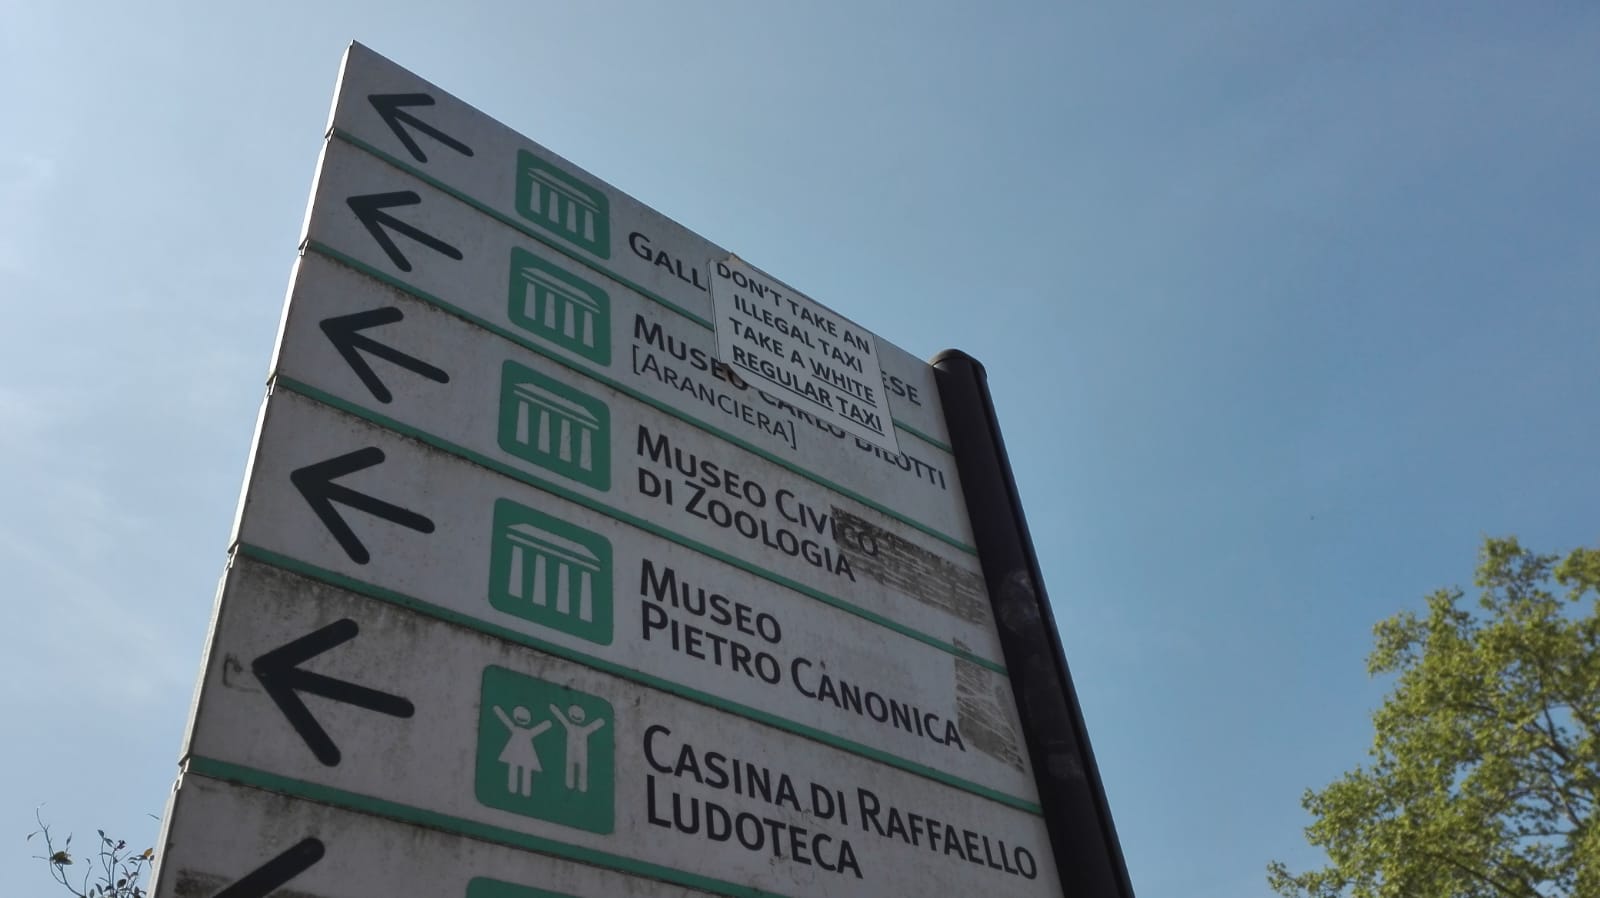 GALL
ESE
DON'T TAKE AN
ILLEGAL TAXI
TAKE A WHITE
REGULAR TAXI
MUSEO CARLO BILOTTI
[ARANCIERA]
MUSEO CIVICO
DI ZOOLOGIA
MUSEO
PIETRO CANONICA
CASINA DI RAFFAELLO
LUDOTECA